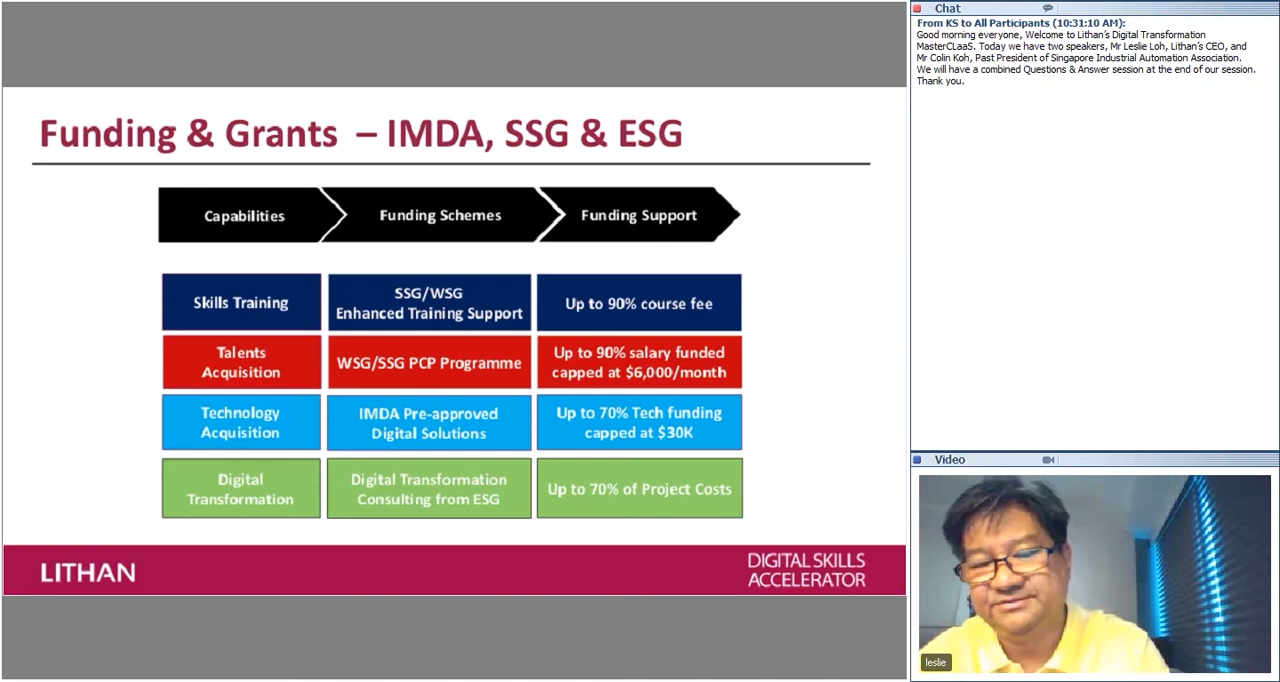 Funding & Grants – IMDA, SSG & ESG
Capabilities
Funding Schemes
Funding Support
Skills Training
SSG/WSG
Enhanced Training Support
Up to 90% course fee
Talents
Acquisition
WSG/SSG PCP Programme
Up to 90% salary funded
capped at $6,000/month
Technology
Acquisition
IMDA Pre-approved
Digital Solutions
Up to 70% Tech funding
capped at $30K
Digital
Transformation
Digital Transformation
Consulting from ESG
Up to 70% of Project Costs
LITHAN
DIGITAL SKILLS
ACCELERATOR
Chat
From KS to All Participants (10:31:10 AM):
Good morning everyone, Welcome to Lithan's Digital Transformation
MasterCLaaS. Today we have two speakers, Mr Leslie Loh, Lithan's CEO, and
Mr Colin Koh, Past President of Singapore Industrial Automation Association.
We will have a combined Questions & Answer session at the end of our session.
Thank you.
Video
leslie